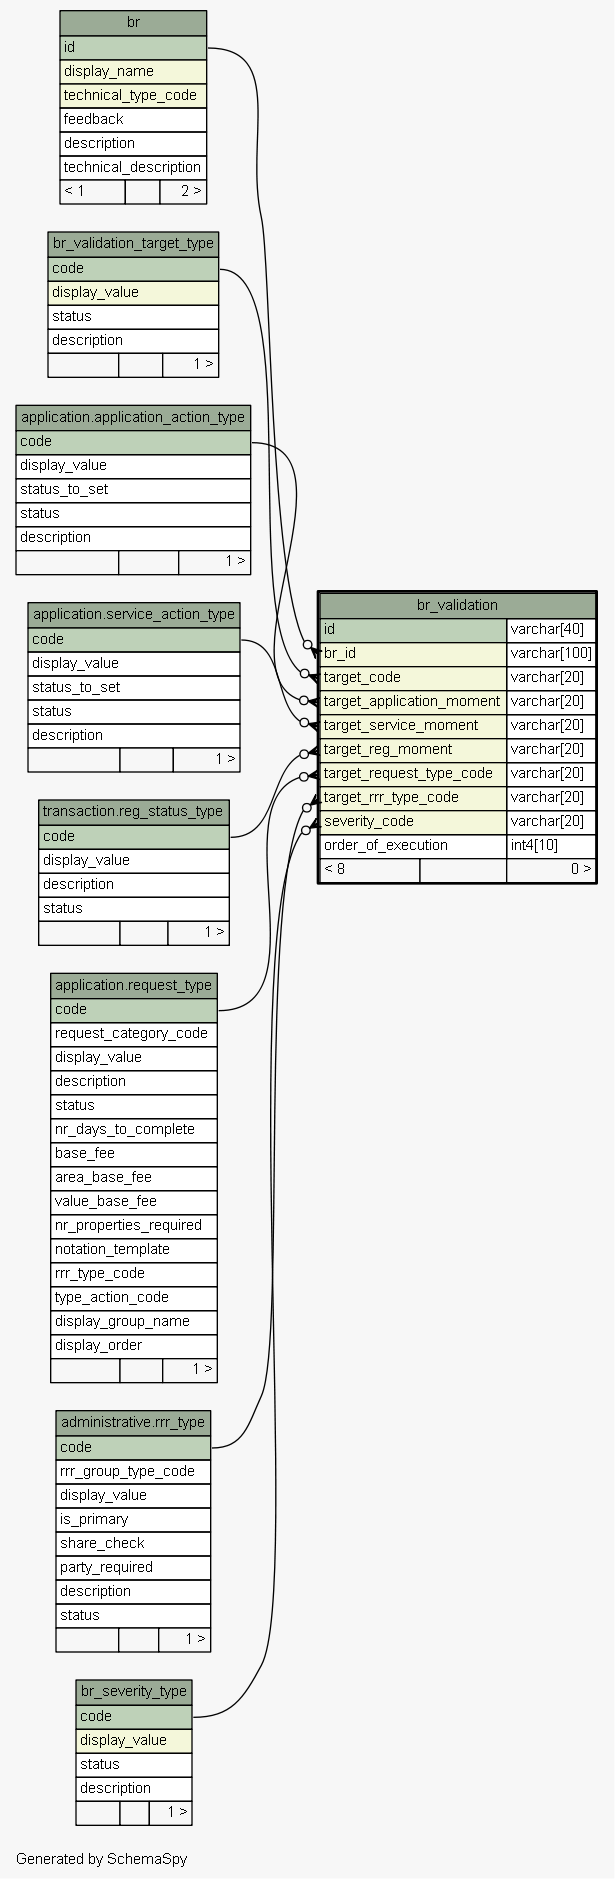 br
id
display_name
technical_type_code
feedback
description
technical_description
< 1 2 >
br_validation_target_type
code
display_value
status
description
1 >
application.application_action_type
code
display_value
status_to_set
status
description
1 >
application.service_action_type
code
display_value
status_to_set
status
description
1 >
transaction.reg_status_type
code
display_value
description
status
1 >
application.request_type
code
request_category_code
display_value
description
status
nr_days_to_complete
base_fee
area_base_fee
value_base_fee
nr_properties_required
notation_template
rrr_type_code
type_action_code
display_group_name
display_order
1 >
administrative.rrr_type
code
rrr_group_type_code
display_value
is_primary
share_check
party_required
description
status
1 >
br_severity_type
code
display_value
status
description
1 >
br_validation
id varchar[40]
br_id varchar[100]
target_code varchar[20]
target_application_moment varchar[20]
target_service_moment varchar[20]
target_reg_moment varchar[20]
target_request_type_code varchar[20]
target_rrr_type_code varchar[20]
severity_code varchar[20]
order_of_execution int4[10]
< 8 0 >
Generated by SchemaSpy